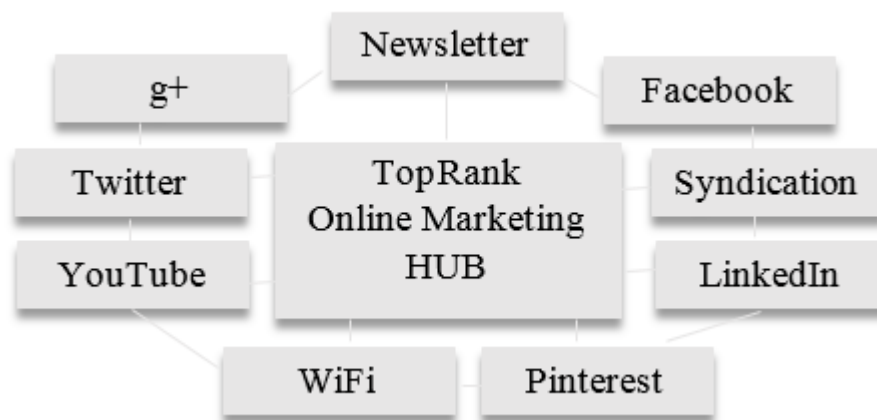 Newsletter
g+
Facebook
Twitter
TopRank
Online Marketing
HUB
Syndication
YouTube
LinkedIn
WiFi
Pinterest